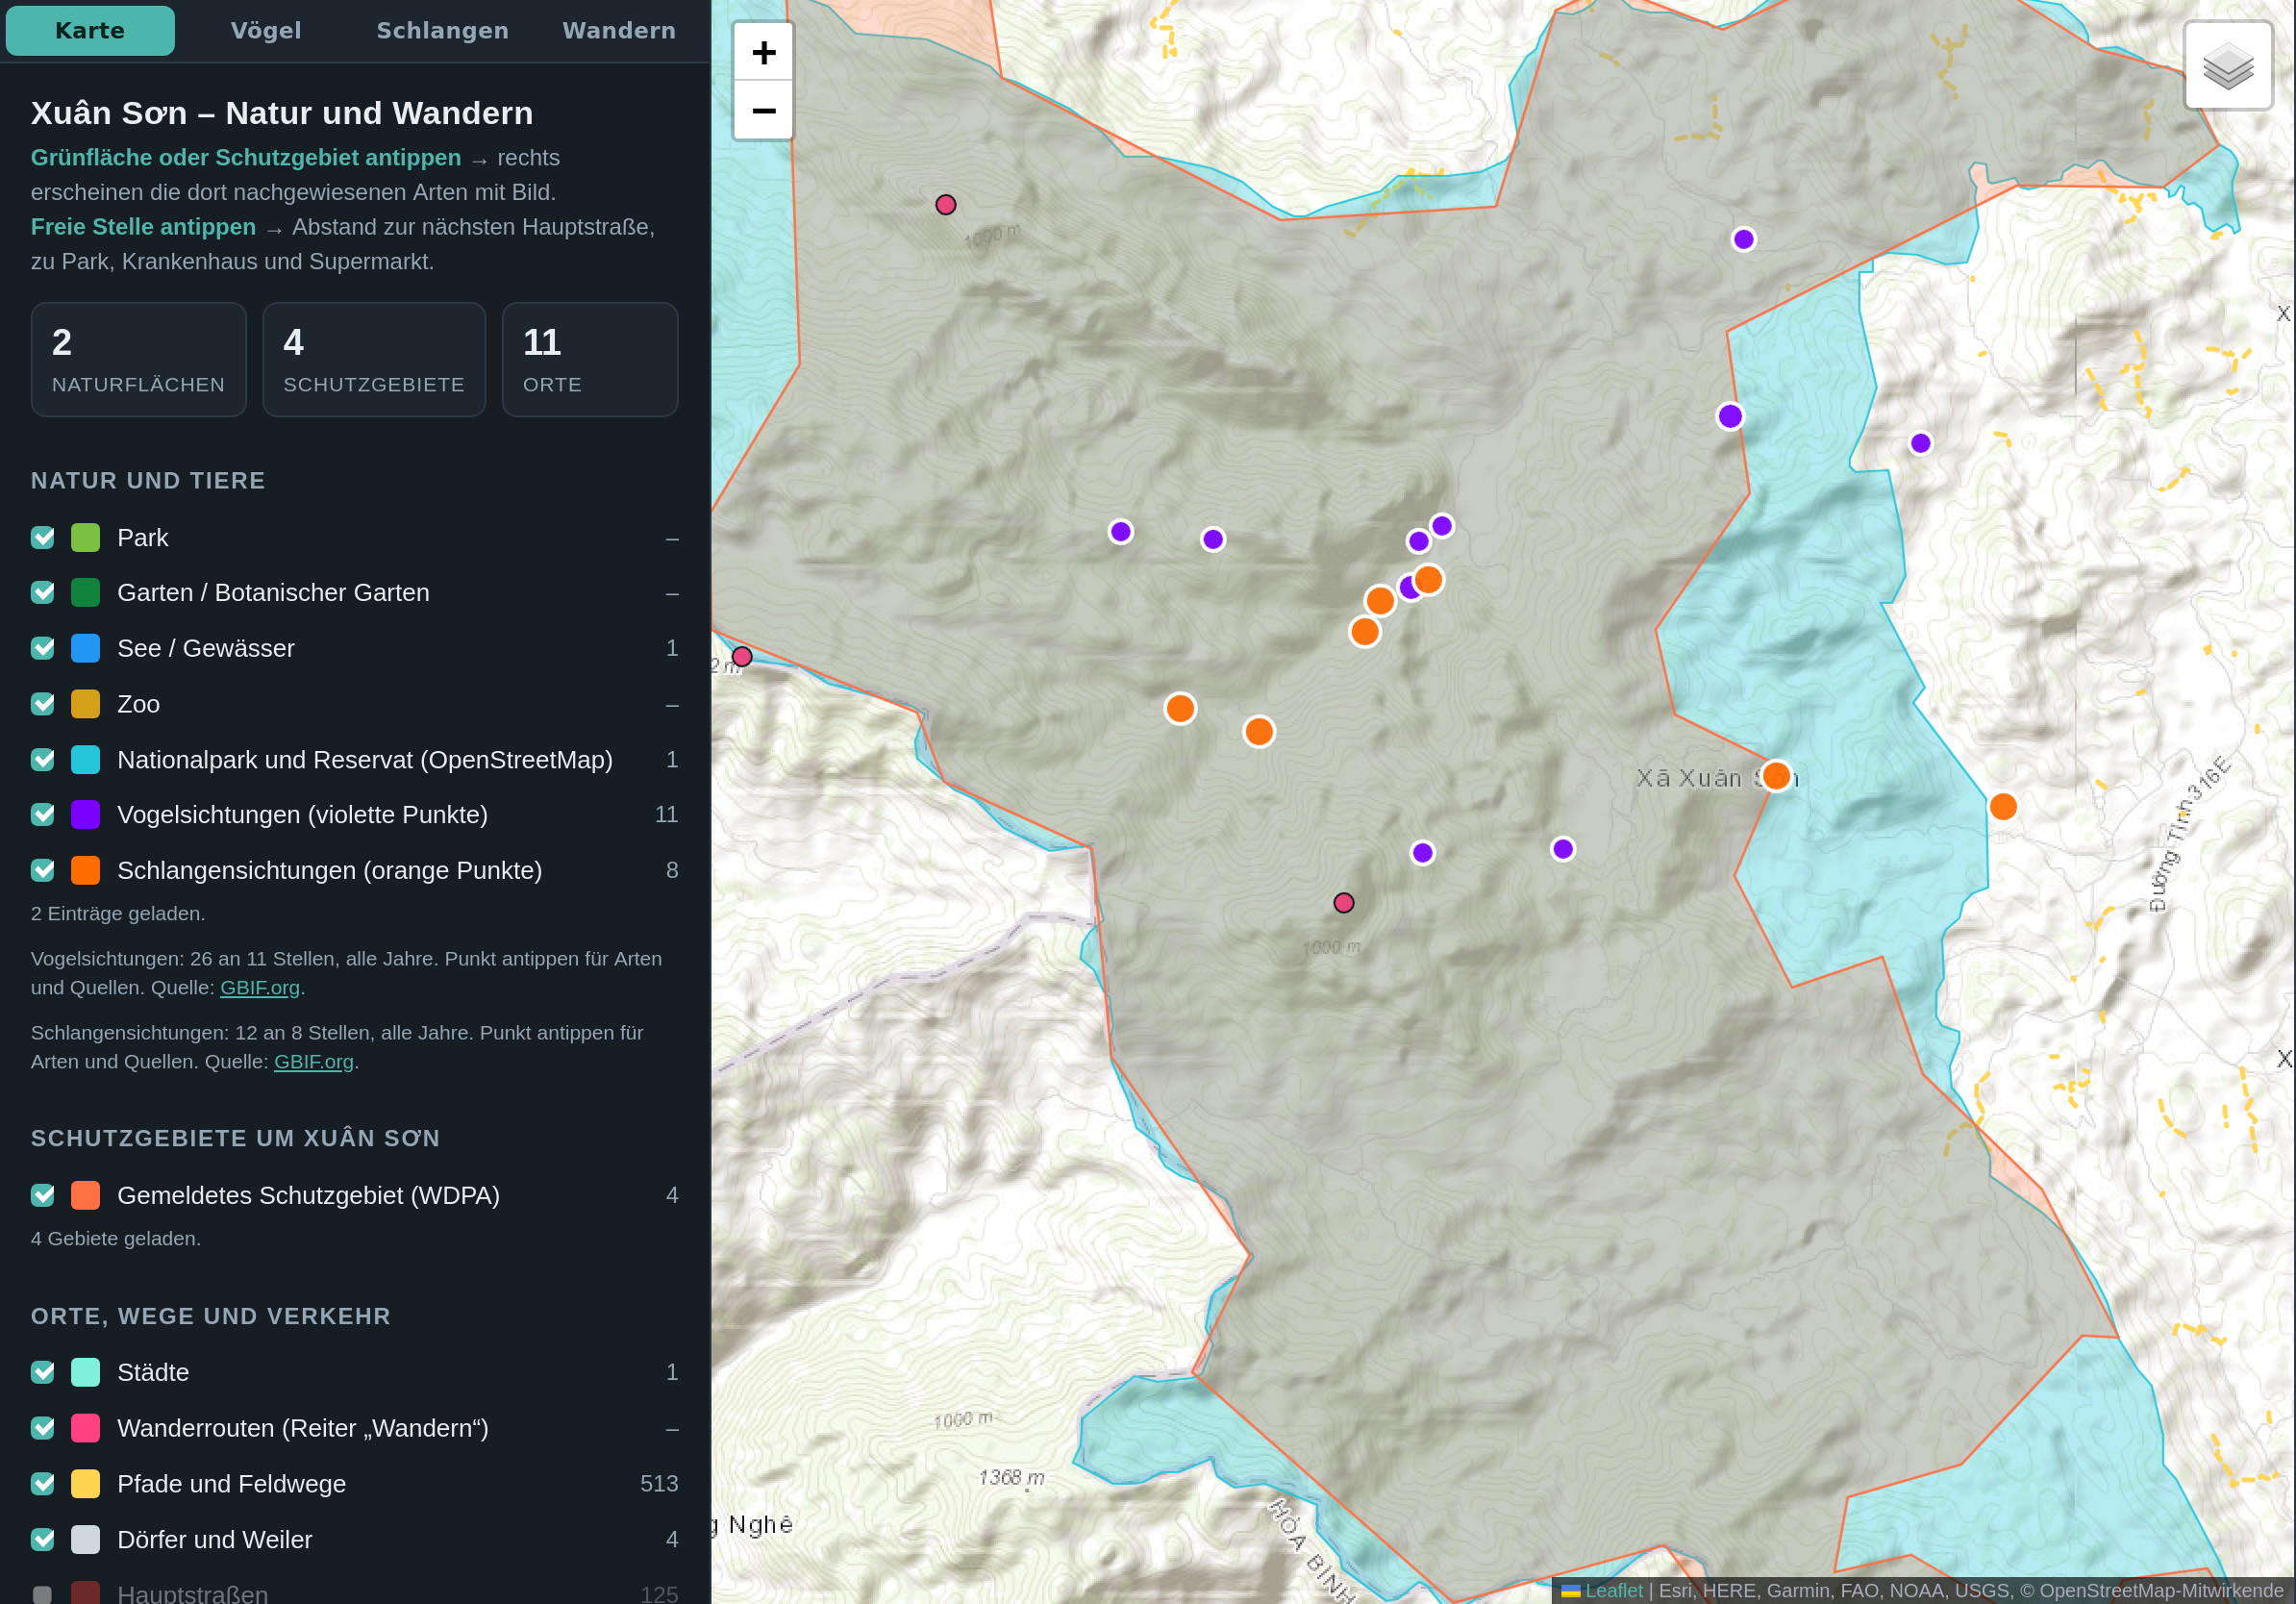 Karte
Vögel
Schlangen
Wandern
Xuân Sơn – Natur und Wandern
Grünfläche oder Schutzgebiet antippen → rechts
erscheinen die dort nachgewiesenen Arten mit Bild.
Freie Stelle antippen → Abstand zur nächsten Hauptstraße,
zu Park, Krankenhaus und Supermarkt.
2
NATURFLÄCHEN
4
SCHUTZGEBIETE
11
ORTE
NATUR UND TIERE
Park –
Garten / Botanischer Garten –
See / Gewässer 1
Zoo –
Nationalpark und Reservat (OpenStreetMap) 1
Vogelsichtungen (violette Punkte) 11
Schlangensichtungen (orange Punkte) 8
2 Einträge geladen.
Vogelsichtungen: 26 an 11 Stellen, alle Jahre. Punkt antippen für Arten
und Quellen. Quelle: GBIF.org.
Schlangensichtungen: 12 an 8 Stellen, alle Jahre. Punkt antippen für
Arten und Quellen. Quelle: GBIF.org.
SCHUTZGEBIETE UM XUÂN SƠN
Gemeldetes Schutzgebiet (WDPA) 4
4 Gebiete geladen.
ORTE, WEGE UND VERKEHR
Städte 1
Wanderrouten (Reiter „Wandern“) –
Pfade und Feldwege 513
Dörfer und Weiler 4
Hauptstraßen 125
+
−
1000 m
2 m
X
Xã Xuân
Đường Tỉnh 316E
1000 m
X
1000 m
1368 m
g Nghê
HÒA BÌNH
Leaflet | Esri, HERE, Garmin, FAO, NOAA, USGS, © OpenStreetMap-Mitwirkende